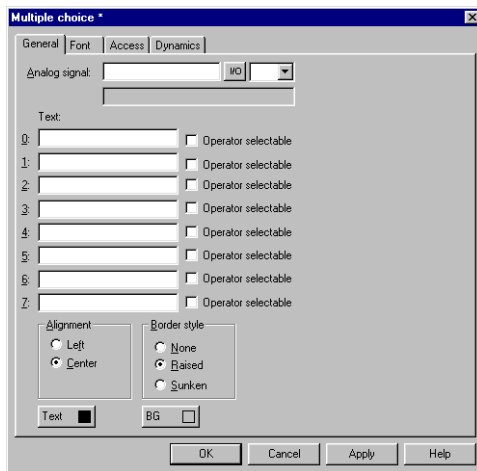 Multiple choice *
General Font Access Dynamics
Analog signal: I/O
Text:
0: Operator selectable
1: Operator selectable
2: Operator selectable
3: Operator selectable
4: Operator selectable
5: Operator selectable
6: Operator selectable
7: Operator selectable
Alignment Border style
Left None
Center Raised
Sunken
Text BG
OK Cancel Apply Help